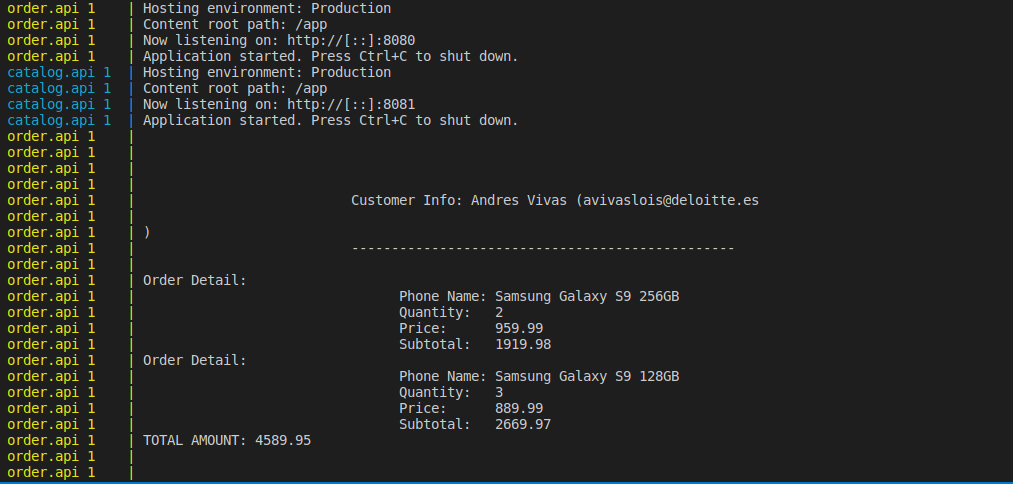 order.api 1 | Hosting environment: Production
order.api 1 | Content root path: /app
order.api 1 | Now listening on: http://[::]:8080
order.api 1 | Application started. Press Ctrl+C to shut down.
catalog.api 1 | Hosting environment: Production
catalog.api 1 | Content root path: /app
catalog.api 1 | Now listening on: http://[::]:8081
catalog.api 1 | Application started. Press Ctrl+C to shut down.
order.api 1 |
order.api 1 |
order.api 1 |
order.api 1 |
order.api 1 | Customer Info: Andres Vivas (avivaslois@deloitte.es
order.api 1 |
order.api 1 | )
order.api 1 | ------------------------------------------------
order.api 1 |
order.api 1 | Order Detail:
order.api 1 | Phone Name: Samsung Galaxy S9 256GB
order.api 1 | Quantity: 2
order.api 1 | Price: 959.99
order.api 1 | Subtotal: 1919.98
order.api 1 | Order Detail:
order.api 1 | Phone Name: Samsung Galaxy S9 128GB
order.api 1 | Quantity: 3
order.api 1 | Price: 889.99
order.api 1 | Subtotal: 2669.97
order.api 1 | TOTAL AMOUNT: 4589.95
order.api 1 |
order.api 1 |